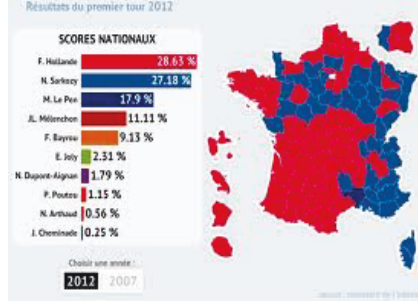 Résultats du premier tour 2012
SCORES NATIONAUX
F. Hollande 28.63 %
N. Sarkozy 27.18 %
M. Le Pen 17.9 %
JL. Mélenchon 11.11 %
F. Bayrou 9.13 %
E. Joly 2.31 %
N. Dupont-Aignan 1.79 %
P. Poutou 1.15 %
N. Arthaud 0.56 %
J. Cheminade 0.25 %
Choisir une année :
2012 2007